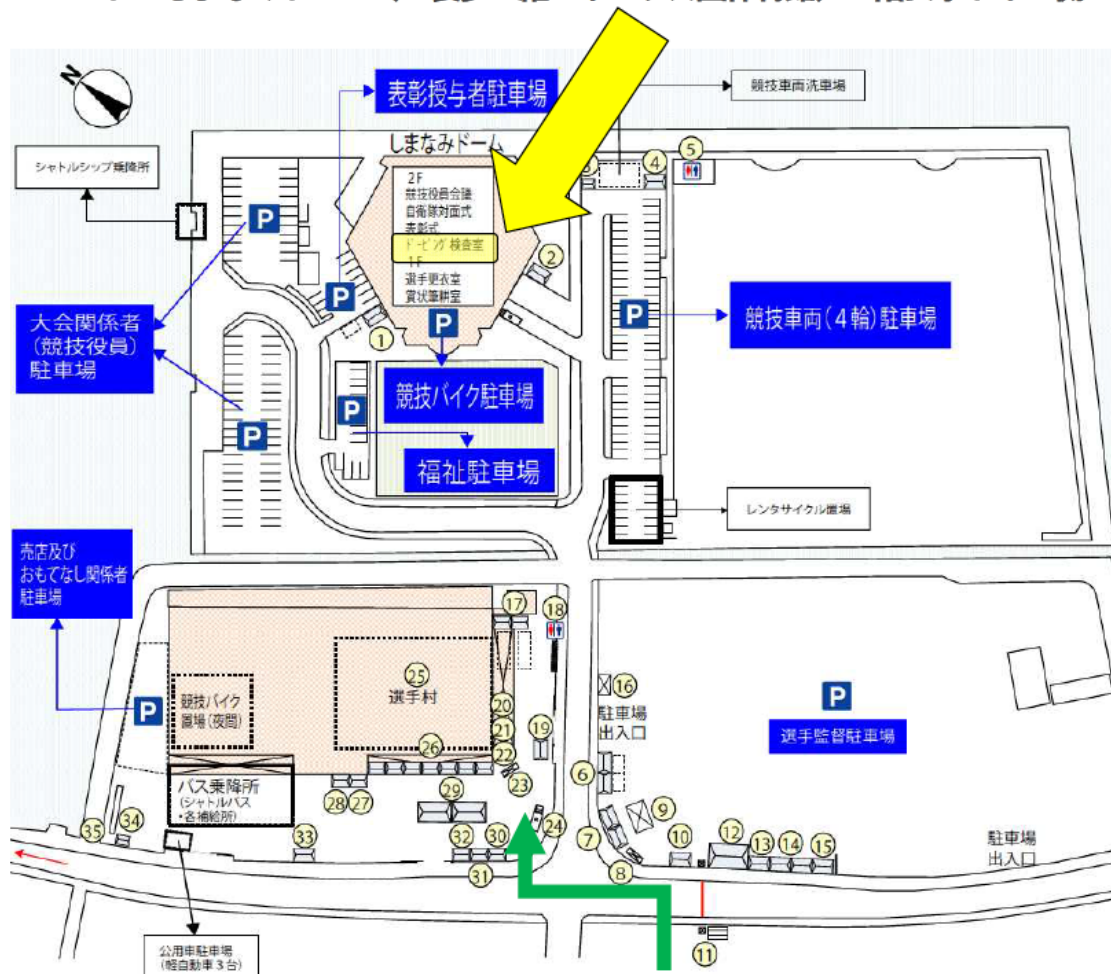 N
表彰授与者駐車場
競技車両洗車場
しまなみドーム
シャトルシップ乗降所
2F
競技役員会議
自衛隊対面式
表彰式
ドーピング検査室
1F
選手更衣室
賞状筆耕室
3
4
5
2
1
P
P
P
P
P
P
P
大会関係者
(競技役員)
駐車場
競技車両(4輪)駐車場
競技バイク駐車場
福祉駐車場
レンタサイクル置場
売店及び
おもてなし関係者
駐車場
P
P
17
18
25
選手村
競技バイク
置場(夜間)
16
駐車場
出入口
選手監督駐車場
20
21
22
19
23
26
6
バス乗降所
(シャトルバス
・各補給所)
28
27
29
24
7
9
8
10
12
13
14
15
駐車場
出入口
35
34
33
32
30
31
11
公用車駐車場
(軽自動車3台)